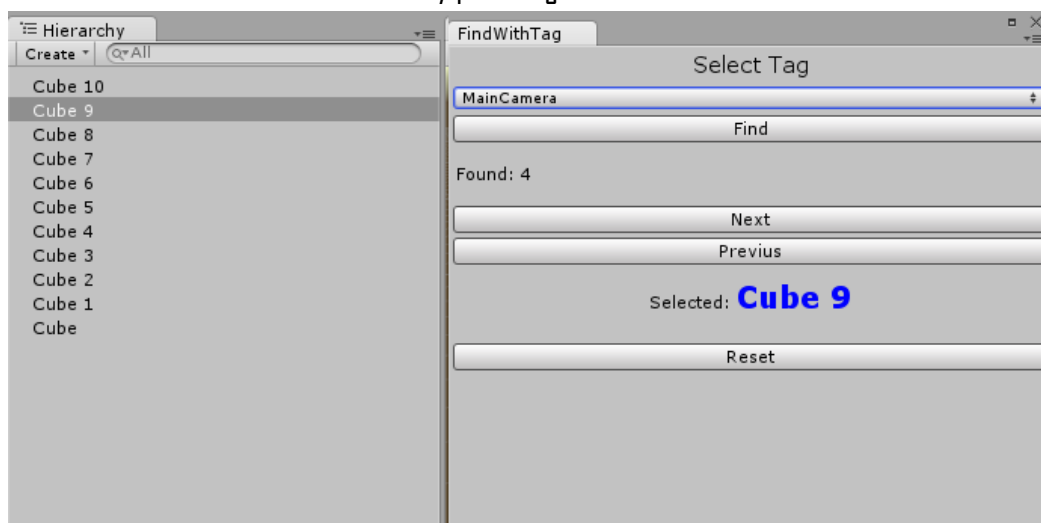 Hierarchy
Create
All
Cube 10
Cube 9
Cube 8
Cube 7
Cube 6
Cube 5
Cube 4
Cube 3
Cube 2
Cube 1
Cube
FindWithTag
Select Tag
MainCamera
Find
Found: 4
Next
Previus
Selected: Cube 9
Reset